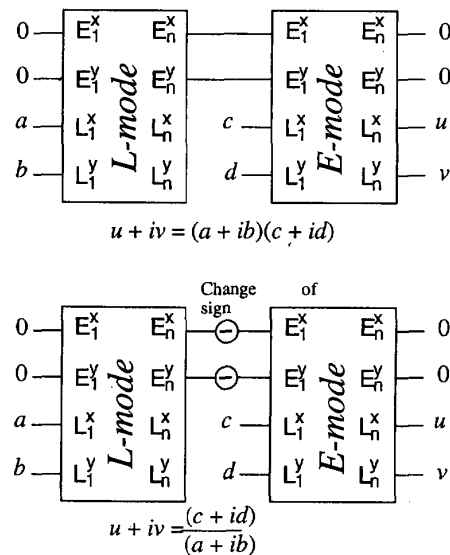 0 E₁ˣ Eₙˣ E₁ˣ Eₙˣ 0
0 E₁ʸ Eₙʸ E₁ʸ Eₙʸ 0
a L₁ˣ Lₙˣ c L₁ˣ Lₙˣ u
b L₁ʸ Lₙʸ d L₁ʸ Lₙʸ v
L-mode E-mode
u + iv = (a + ib)(c + id)
Change of
sign
0 E₁ˣ Eₙˣ − E₁ˣ Eₙˣ 0
0 E₁ʸ Eₙʸ − E₁ʸ Eₙʸ 0
a L₁ˣ Lₙˣ c L₁ˣ Lₙˣ u
b L₁ʸ Lₙʸ d L₁ʸ Lₙʸ v
L-mode E-mode
u + iv = (c + id)
(a + ib)